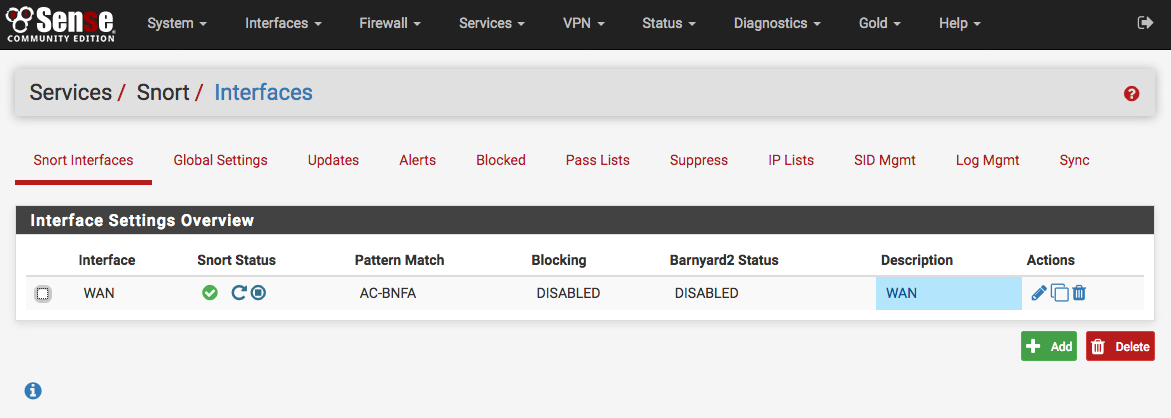 Sense
COMMUNITY EDITION
System Interfaces Firewall Services VPN Status Diagnostics Gold Help
Services / Snort / Interfaces
Snort Interfaces Global Settings Updates Alerts Blocked Pass Lists Suppress IP Lists SID Mgmt Log Mgmt Sync
Interface Settings Overview
Interface Snort Status Pattern Match Blocking Barnyard2 Status Description Actions
WAN AC-BNFA DISABLED DISABLED WAN
Add Delete